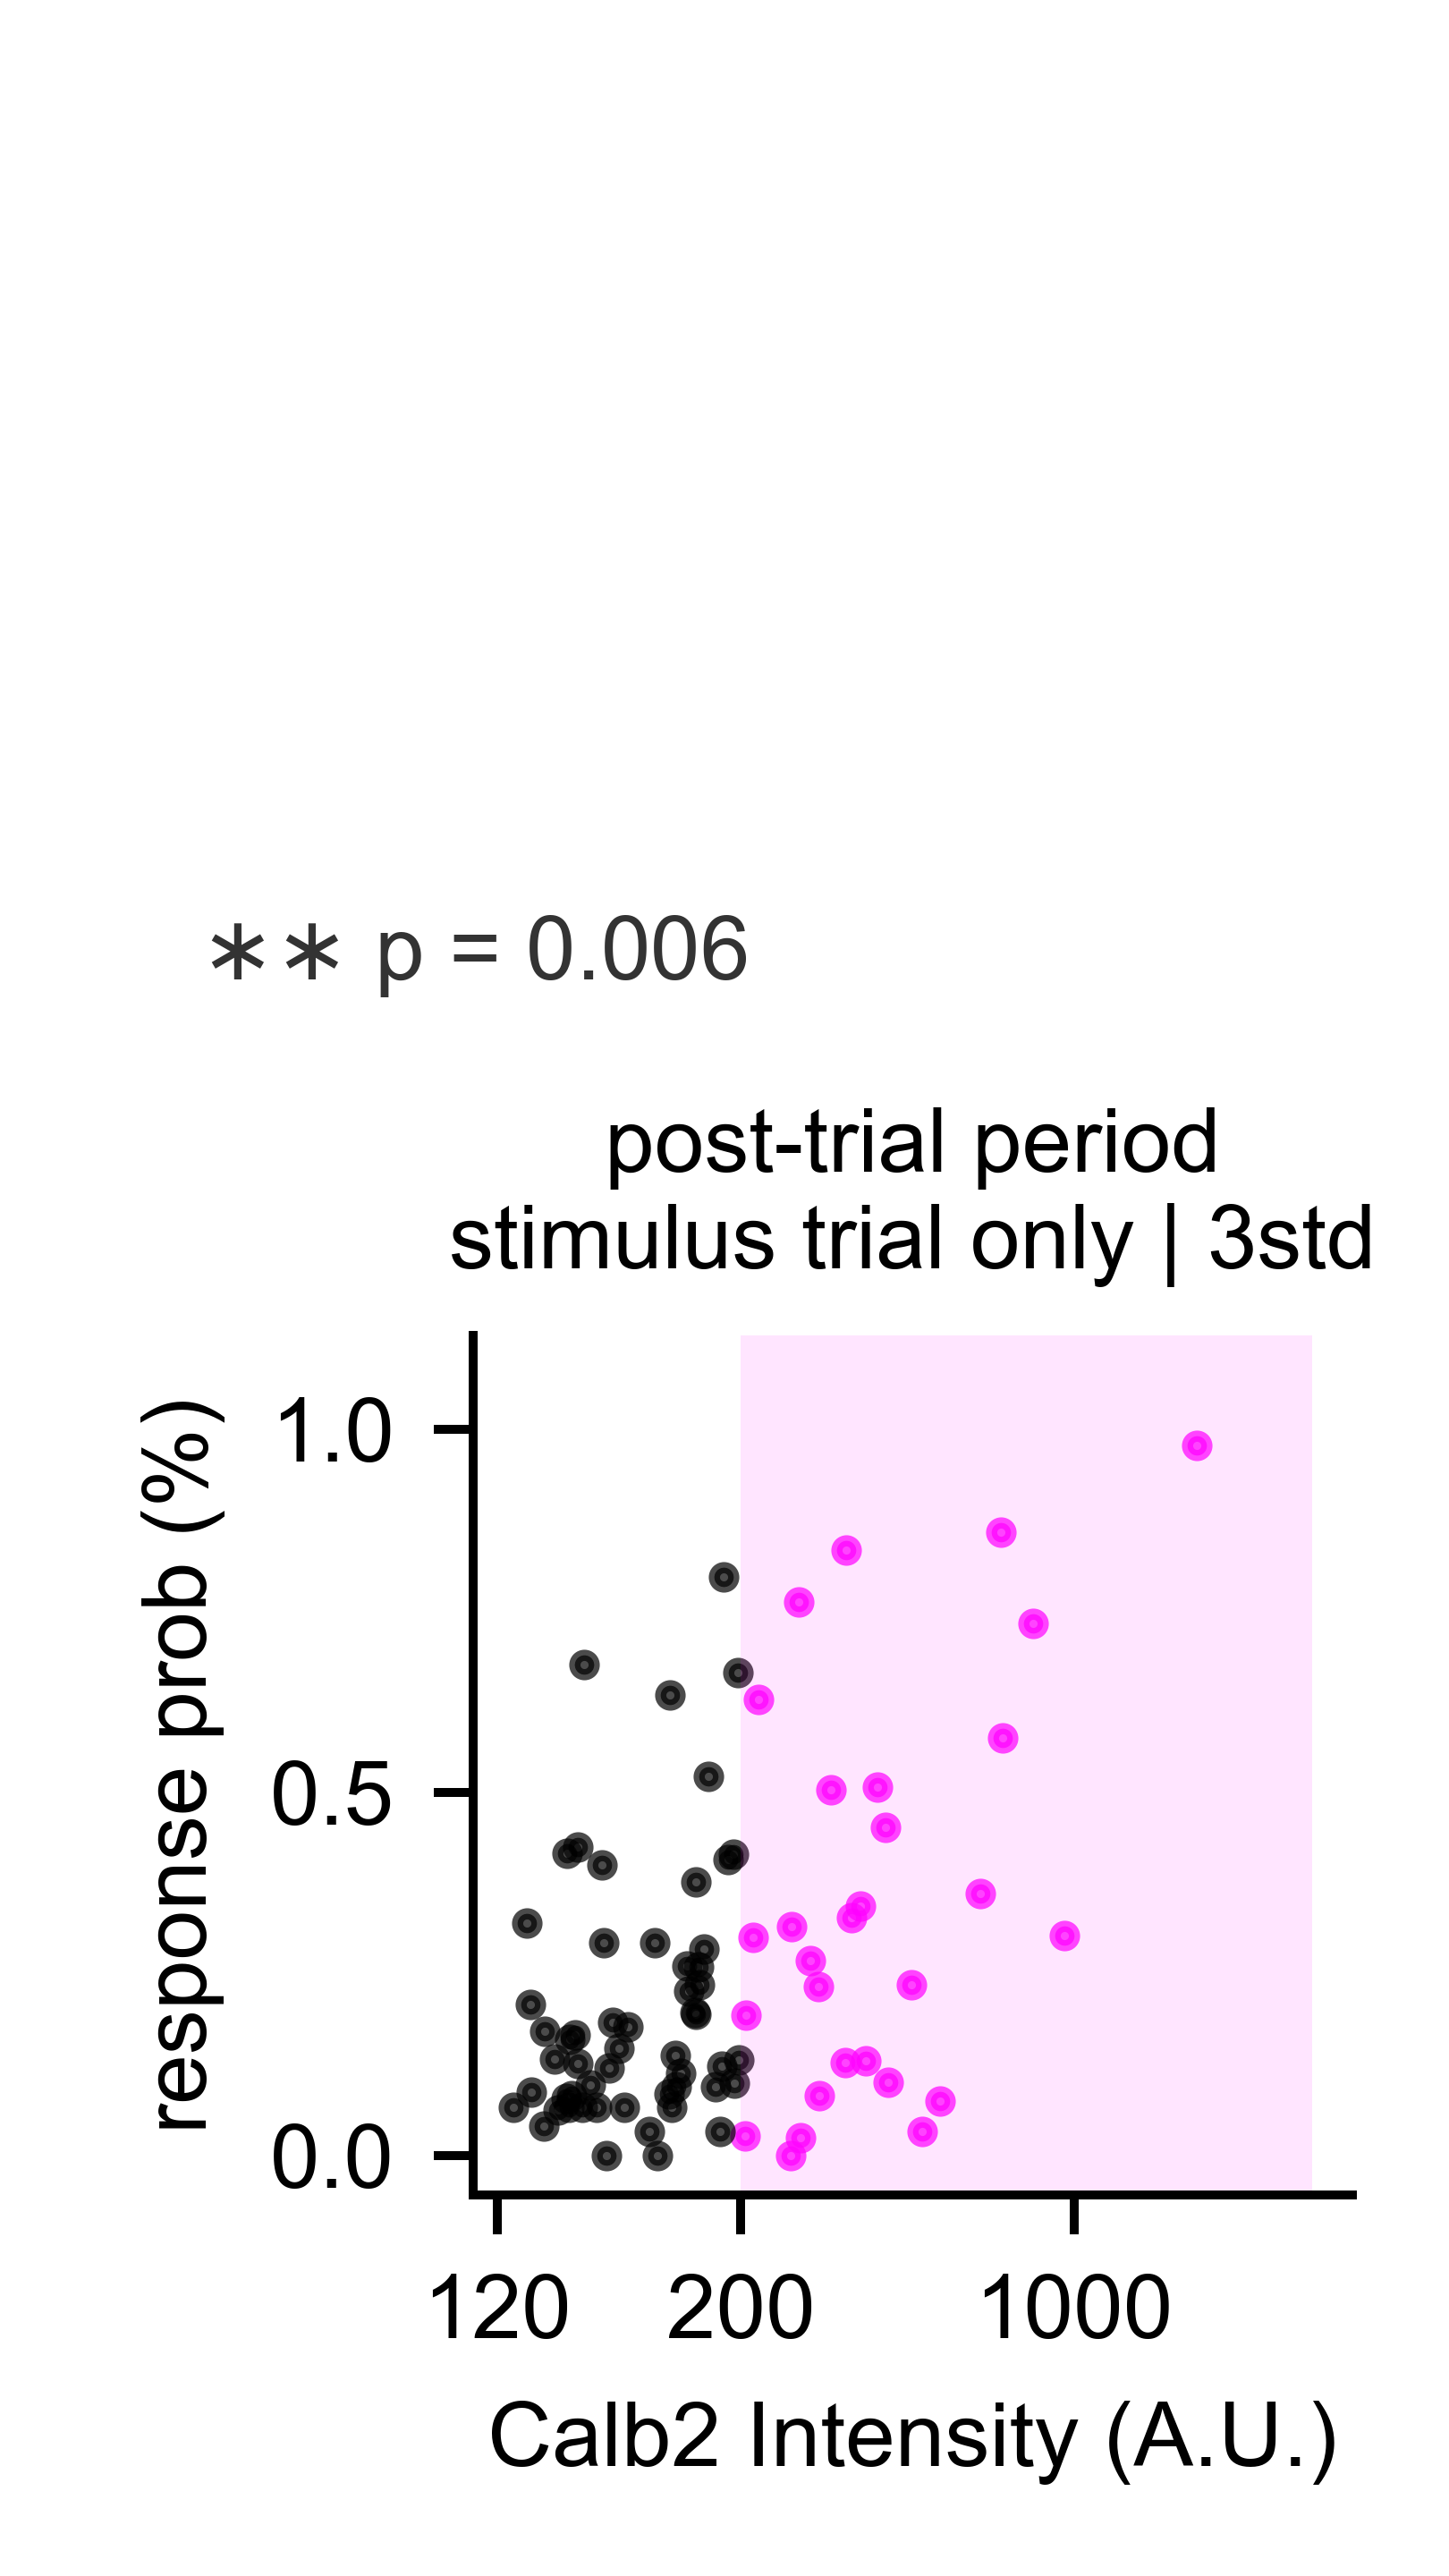 ∗∗ p = 0.006
post-trial period
stimulus trial only | 3std
response prob (%)
1.0
0.5
0.0
120 200 1000
Calb2 Intensity (A.U.)